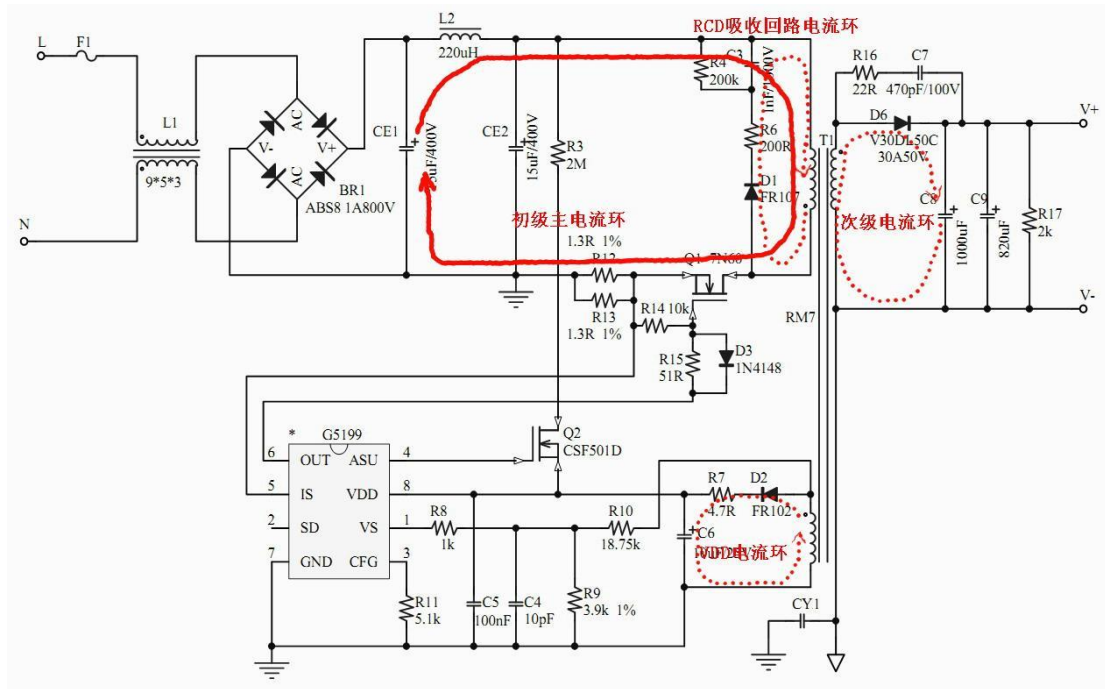 L2
RCD吸收回路电流环
L
F1
220uH
R4
200k
C3
R16
22R
C7
470pF/100V
V+
L1
9*5*3
AC
V-
V+
AC
BR1
ABS8 1A800V
CE1
CE2
15uF/400V
R3
2M
R6
200R
D1
FR107
T1
D6
V30DL50C
30A50V
C8
1000uF
C9
820uF
R17
2k
N
初级主电流环
次级电流环
1.3R 1%
R12
Q1 7N60
V-
R13
1.3R 1%
R14 10k
RM7
R15
51R
D3
1N4148
*
G5199
Q2
CSF501D
6
OUT
ASU
4
5
IS
VDD
8
2
SD
VS
1
7
GND
CFG
3
R7
4.7R
D2
FR102
R8
1k
R10
18.75k
C6
VDD电流环
R11
5.1k
C5
100nF
C4
10pF
R9
3.9k 1%
CY1